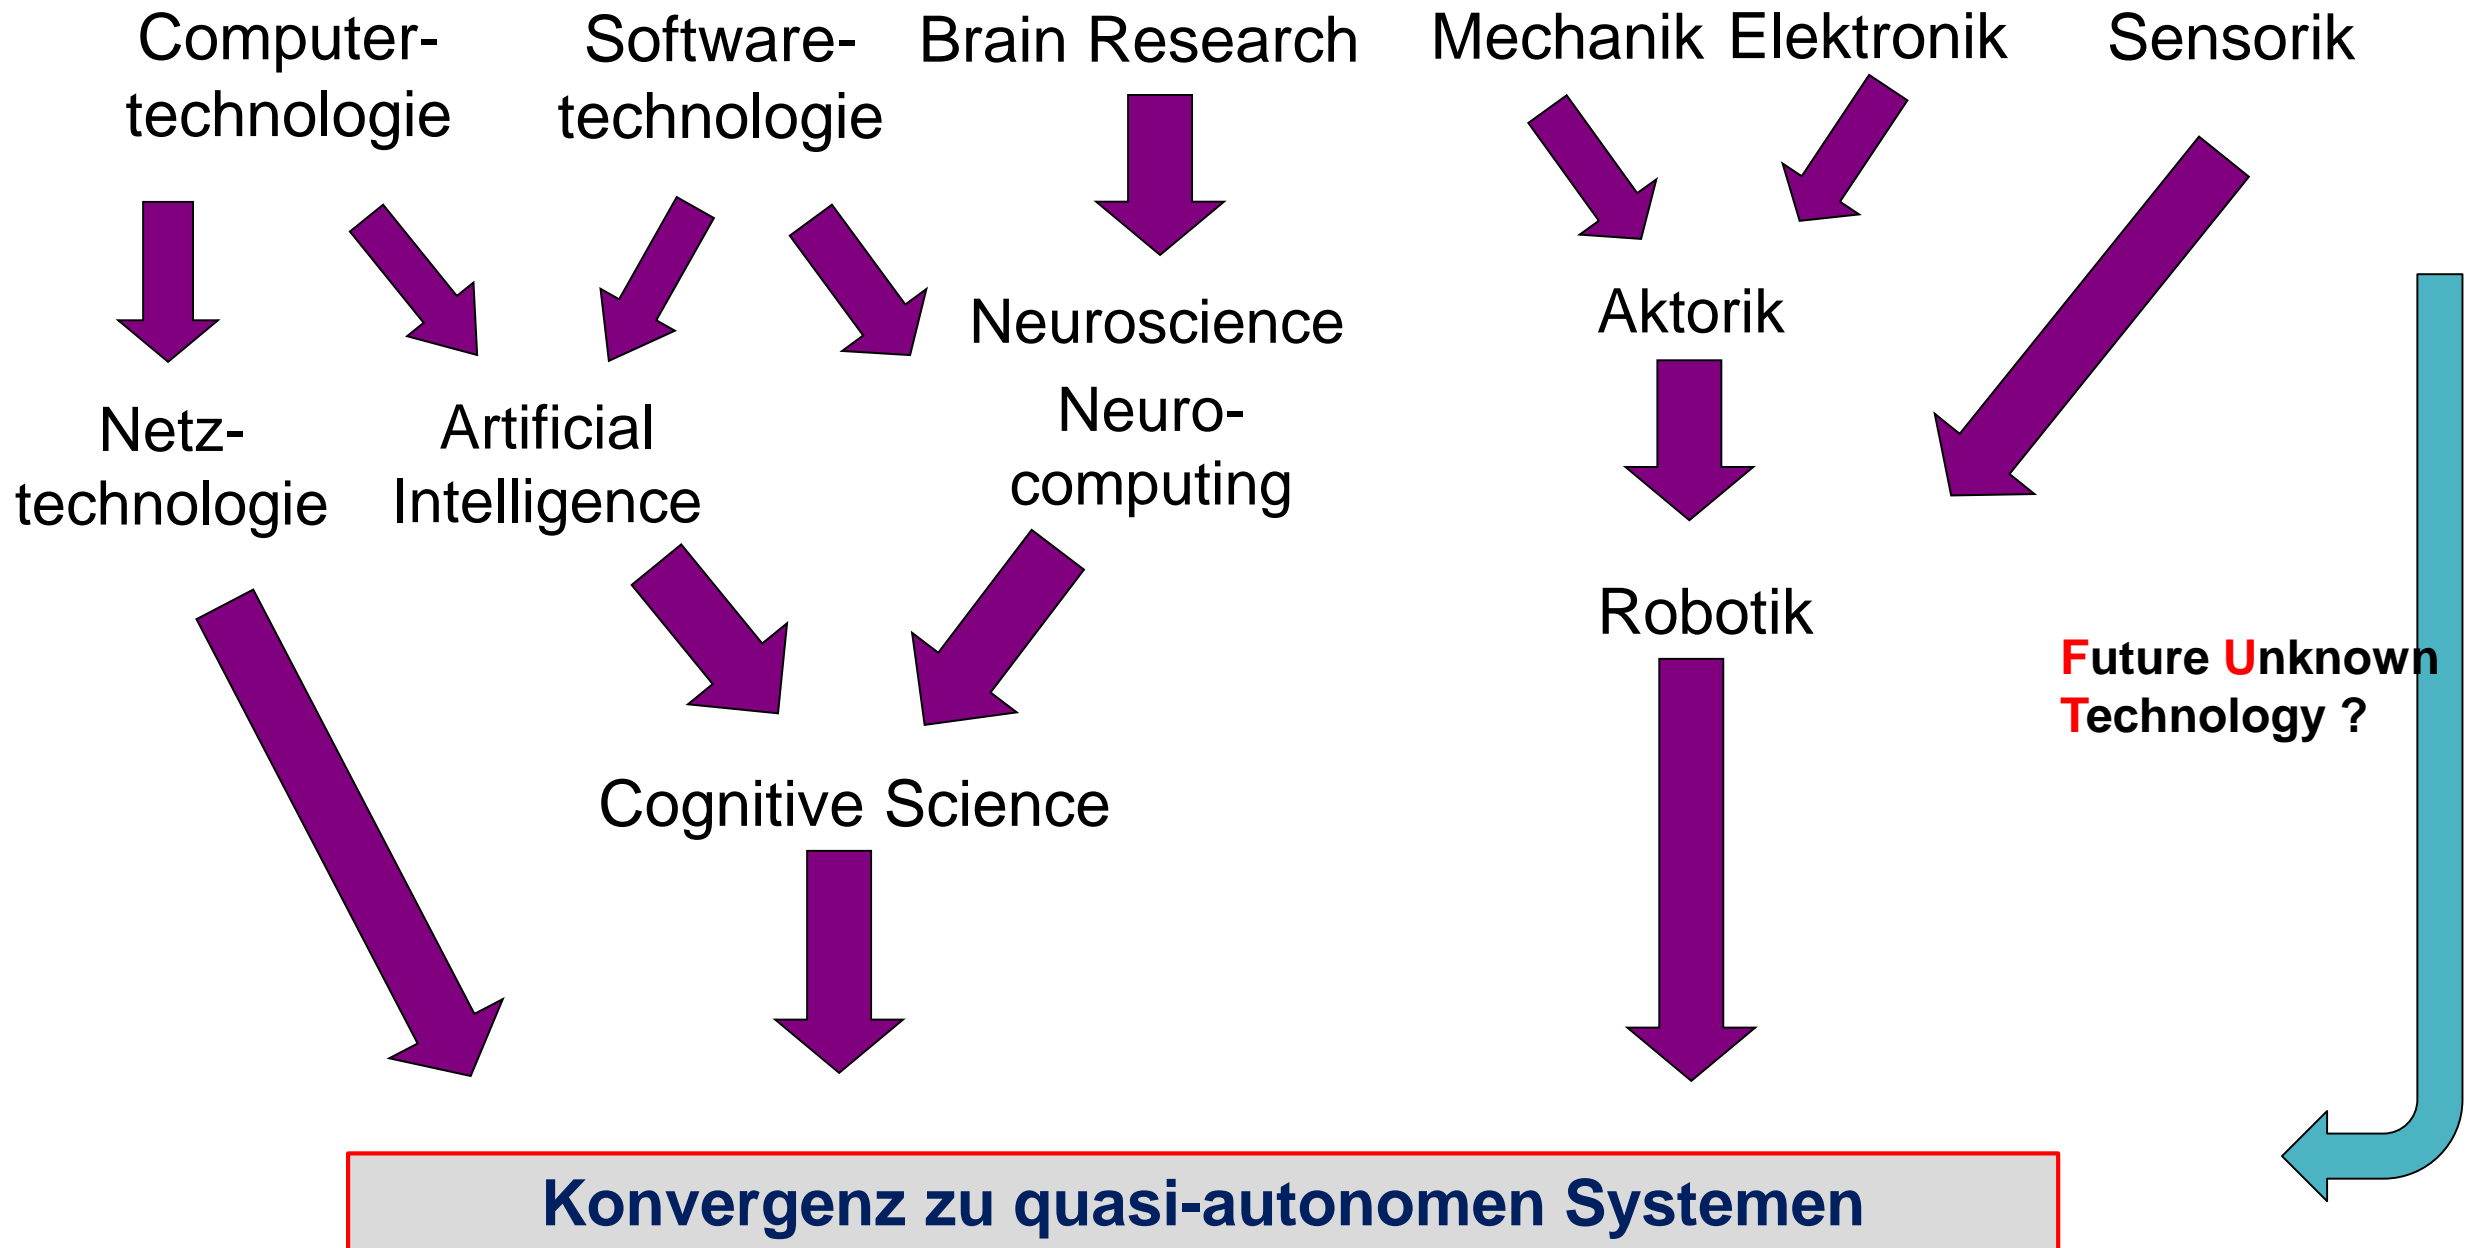 Computer-
technologie
Software-
technologie
Brain Research
Mechanik
Elektronik
Sensorik
Neuroscience
Neuro-
computing
Aktorik
Netz-
technologie
Artificial
Intelligence
Robotik
Future Unknown
Technology ?
Cognitive Science
Konvergenz zu quasi-autonomen Systemen